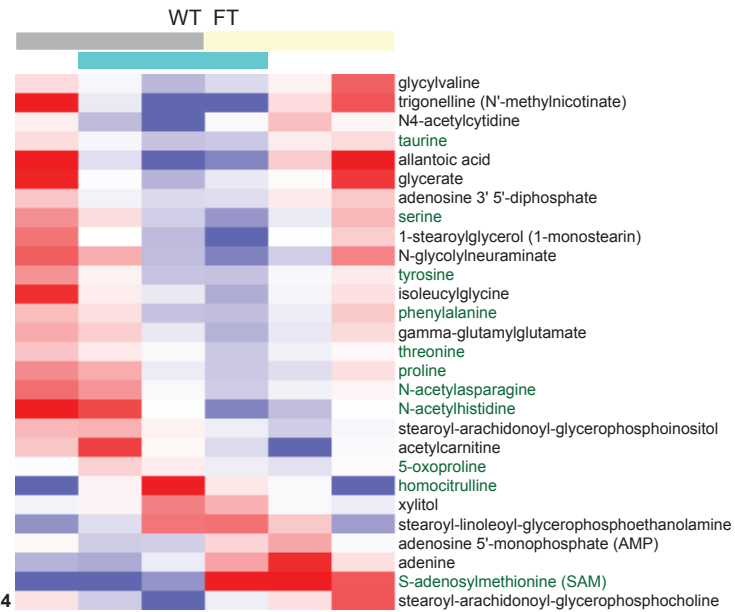 WT FT
glycylvaline
trigonelline (N'-methylnicotinate)
N4-acetylcytidine
taurine
allantoic acid
glycerate
adenosine 3' 5'-diphosphate
serine
1-stearoylglycerol (1-monostearin)
N-glycolylneuraminate
tyrosine
isoleucylglycine
phenylalanine
gamma-glutamylglutamate
threonine
proline
N-acetylasparagine
N-acetylhistidine
stearoyl-arachidonoyl-glycerophosphoinositol
acetylcarnitine
5-oxoproline
homocitrulline
xylitol
stearoyl-linoleoyl-glycerophosphoethanolamine
adenosine 5'-monophosphate (AMP)
adenine
S-adenosylmethionine (SAM)
4 stearoyl-arachidonoyl-glycerophosphocholine